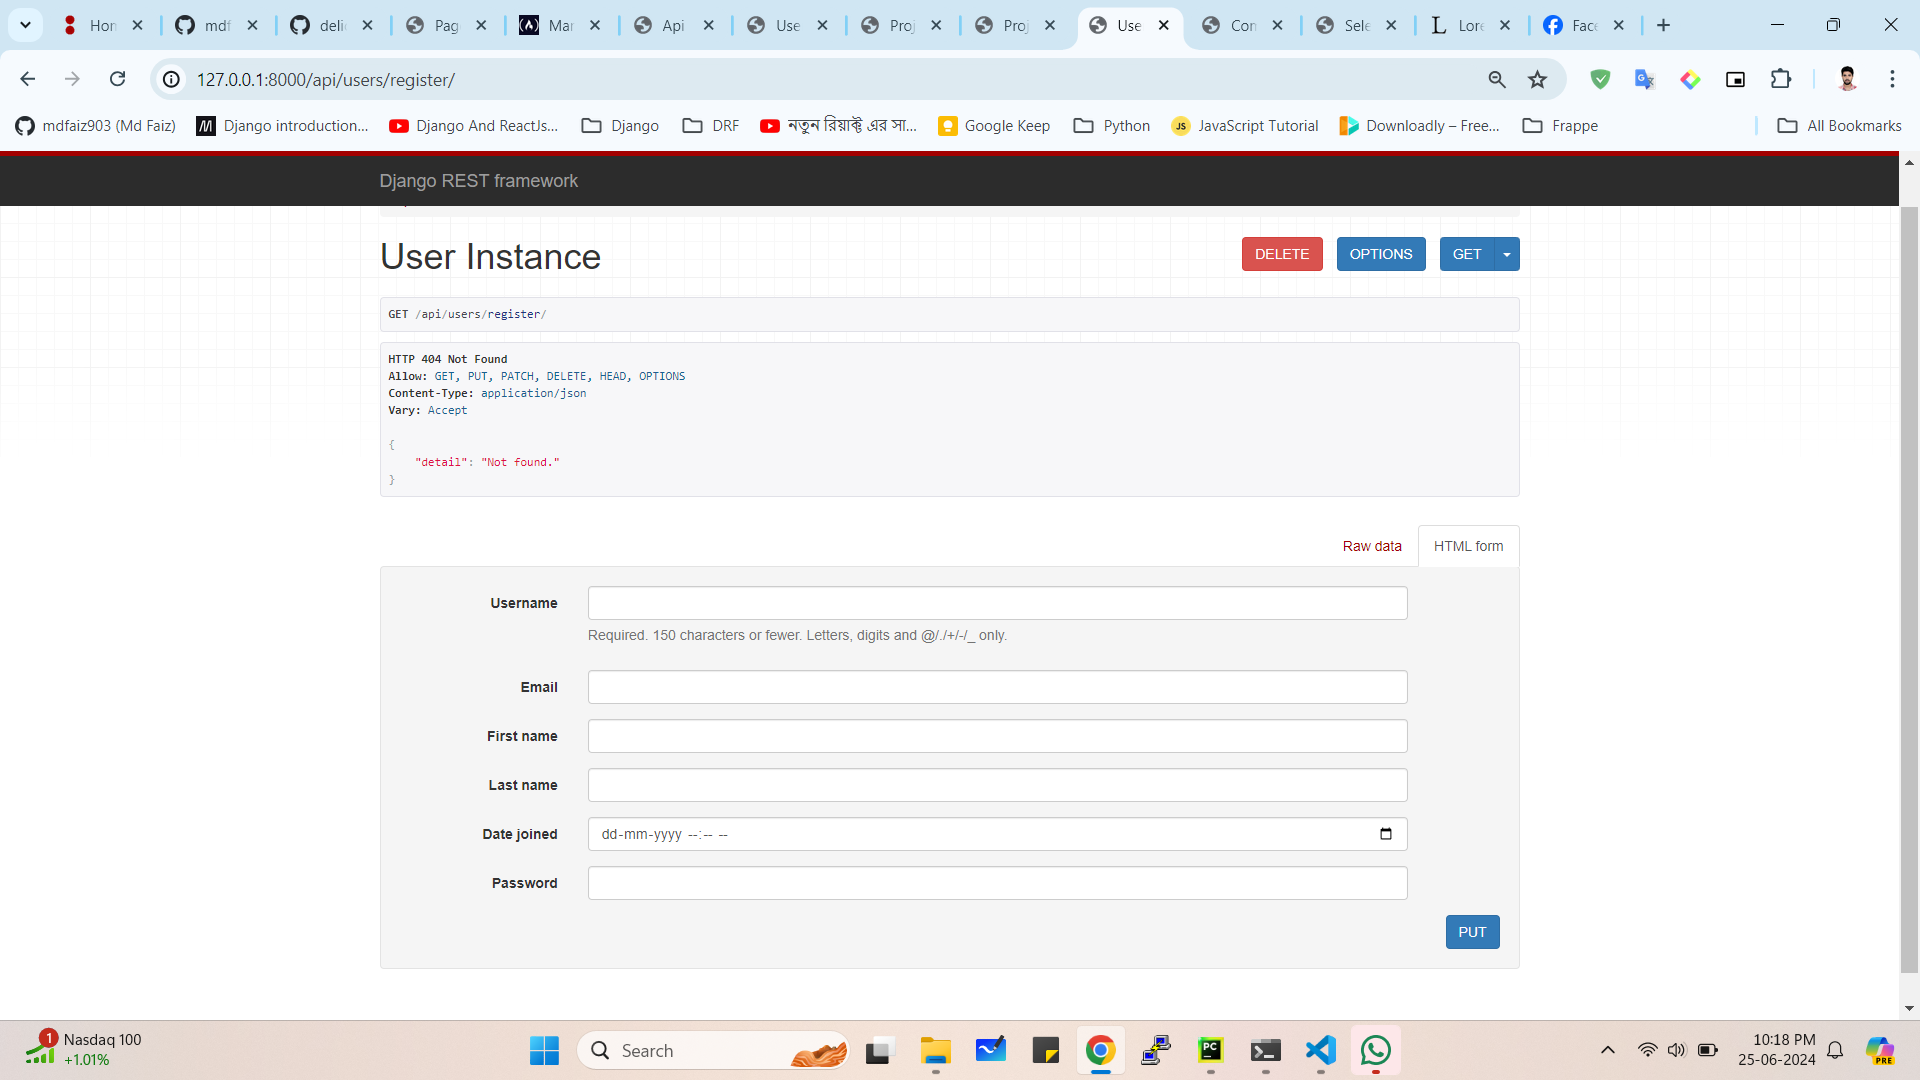 Hon
mdf
deli
Pag
Mar
Api
Use
Proj
Proj
Use
Con
Sele
Lore
Face
127.0.0.1:8000/api/users/register/
mdfaiz903 (Md Faiz)
Django introduction...
Django And ReactJs...
Django
DRF
নতুন রিয়াক্ট এর সা...
Google Keep
Python
JavaScript Tutorial
Downloadly – Free...
Frappe
All Bookmarks
Django REST framework
User Instance
DELETE
OPTIONS
GET
GET /api/users/register/
HTTP 404 Not Found
Allow: GET, PUT, PATCH, DELETE, HEAD, OPTIONS
Content-Type: application/json
Vary: Accept
{
"detail": "Not found."
}
Raw data
HTML form
Username
Required. 150 characters or fewer. Letters, digits and @/./+/-/_ only.
Email
First name
Last name
Date joined
dd-mm-yyyy --:-- --
Password
PUT
1
Nasdaq 100
+1.01%
Search
10:18 PM
25-06-2024